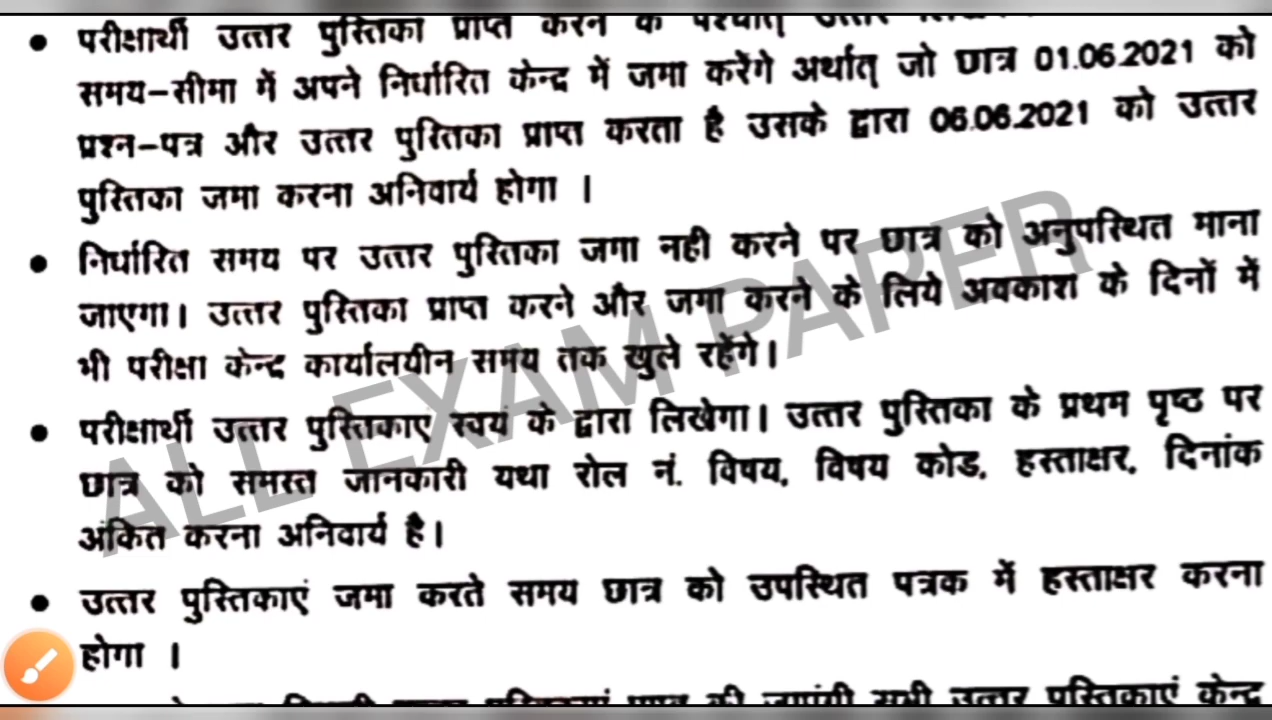 • परीक्षार्थी उत्तर पुस्तिका प्राप्त करने के पश्चात् उत्तर
समय-सीमा में अपने निर्धारित केन्द्र में जमा करेंगे अर्थात् जो छात्र 01.06.2021 को
प्रश्न-पत्र और उत्तर पुस्तिका प्राप्त करता है उसके द्वारा 06.06.2021 को उत्तर
पुस्तिका जमा करना अनिवार्य होगा ।
• निर्धारित समय पर उत्तर पुस्तिका जमा नही करने पर छात्र को अनुपस्थित माना
जाएगा। उत्तर पुस्तिका प्राप्त करने और जमा करने के लिये अवकाश के दिनों में
भी परीक्षा केन्द्र कार्यालयीन समय तक खुले रहेंगे।
• परीक्षार्थी उत्तर पुस्तिकाए स्वयं के द्वारा लिखेगा। उत्तर पुस्तिका के प्रथम पृष्ठ पर
छात्र को समस्त जानकारी यथा रोल नं. विषय, विषय कोड, हस्ताक्षर, दिनांक
अंकित करना अनिवार्य है।
• उत्तर पुस्तिकाएं जमा करते समय छात्र को उपस्थित पत्रक में हस्ताक्षर करना
होगा ।
की जाएंगी सभी उत्तर पुस्तिकाएं केन्द्र
ALL EXAM PAPER